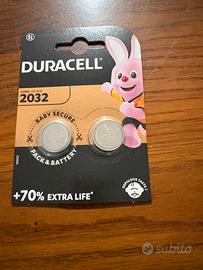 DURACELL
2032
BABY SECURE
PACK & BATTERY
+70% EXTRA LIFE*
subito